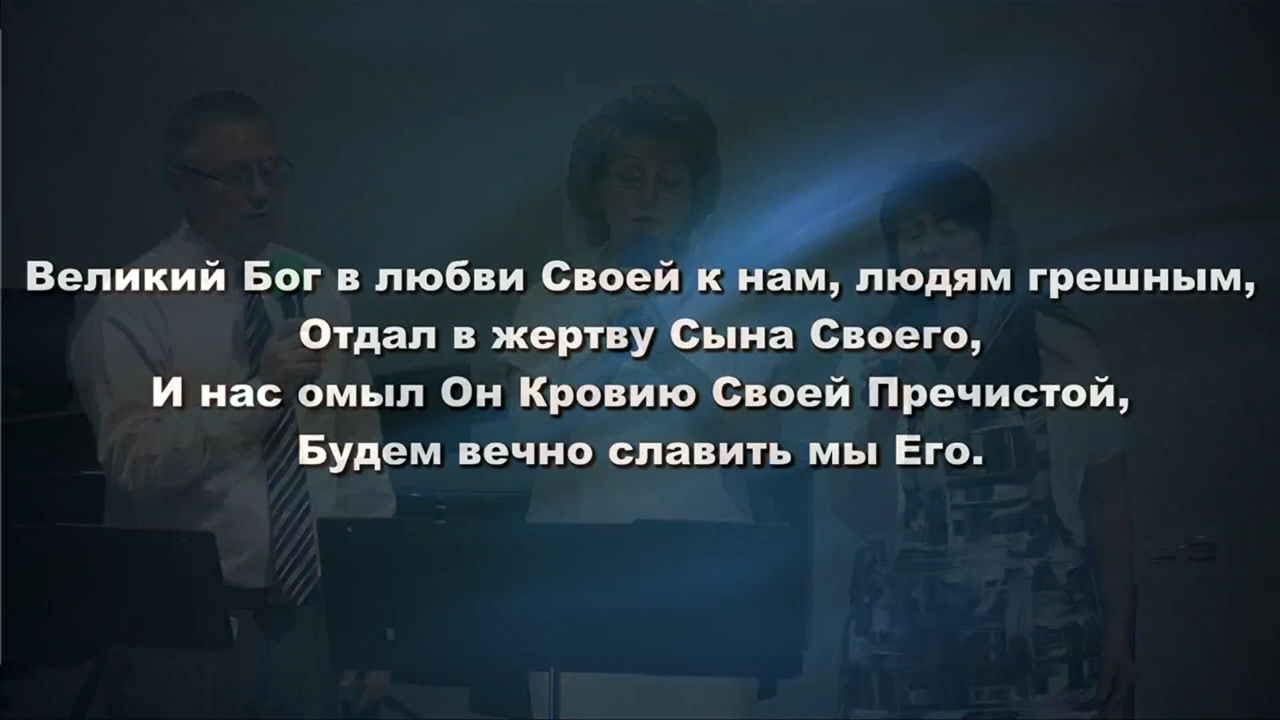 Великий Бог в любви Своей к нам, людям грешным,
Отдал в жертву Сына Своего,
И нас омыл Он Кровию Своей Пречистой,
Будем вечно славить мы Его.